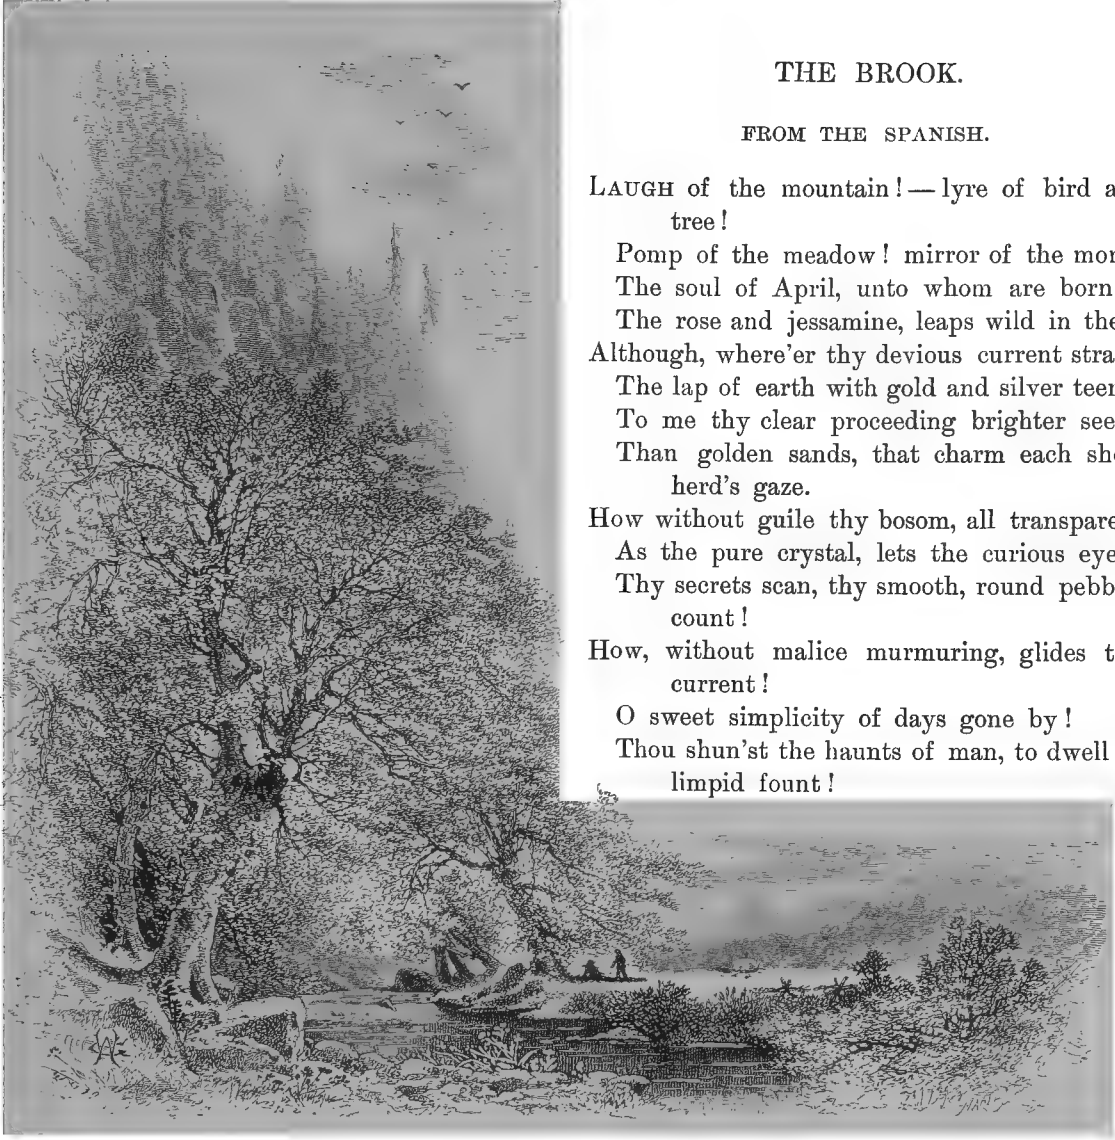 THE BROOK.
FROM THE SPANISH.
LAUGH of the mountain! — lyre of bird a
tree!
Pomp of the meadow! mirror of the mor
The soul of April, unto whom are born
The rose and jessamine, leaps wild in the
Although, where'er thy devious current stra
The lap of earth with gold and silver teer
To me thy clear proceeding brighter see
Than golden sands, that charm each she
herd's gaze.
How without guile thy bosom, all transpare
As the pure crystal, lets the curious eye
Thy secrets scan, thy smooth, round pebb
count!
How, without malice murmuring, glides t
current!
O sweet simplicity of days gone by!
Thou shun'st the haunts of man, to dwell
limpid fount!